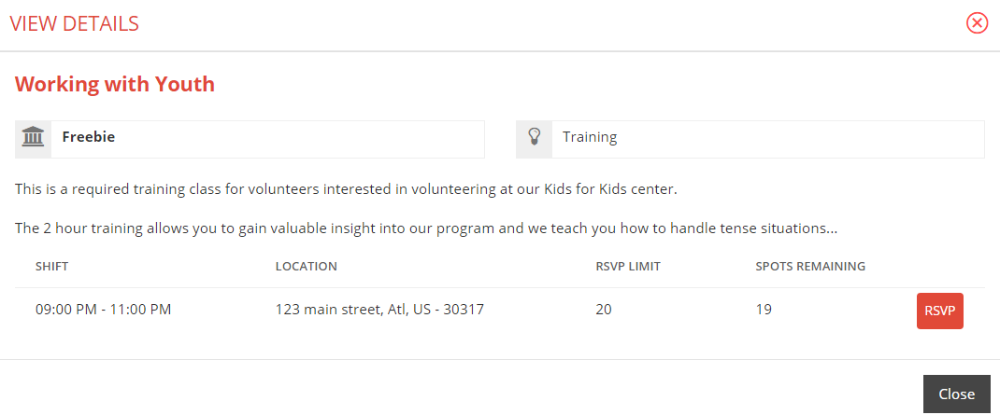 VIEW DETAILS
Working with Youth
Freebie
Training
This is a required training class for volunteers interested in volunteering at our Kids for Kids center.
The 2 hour training allows you to gain valuable insight into our program and we teach you how to handle tense situations...
SHIFT LOCATION RSVP LIMIT SPOTS REMAINING
09:00 PM - 11:00 PM 123 main street, Atl, US - 30317 20 19 RSVP
Close